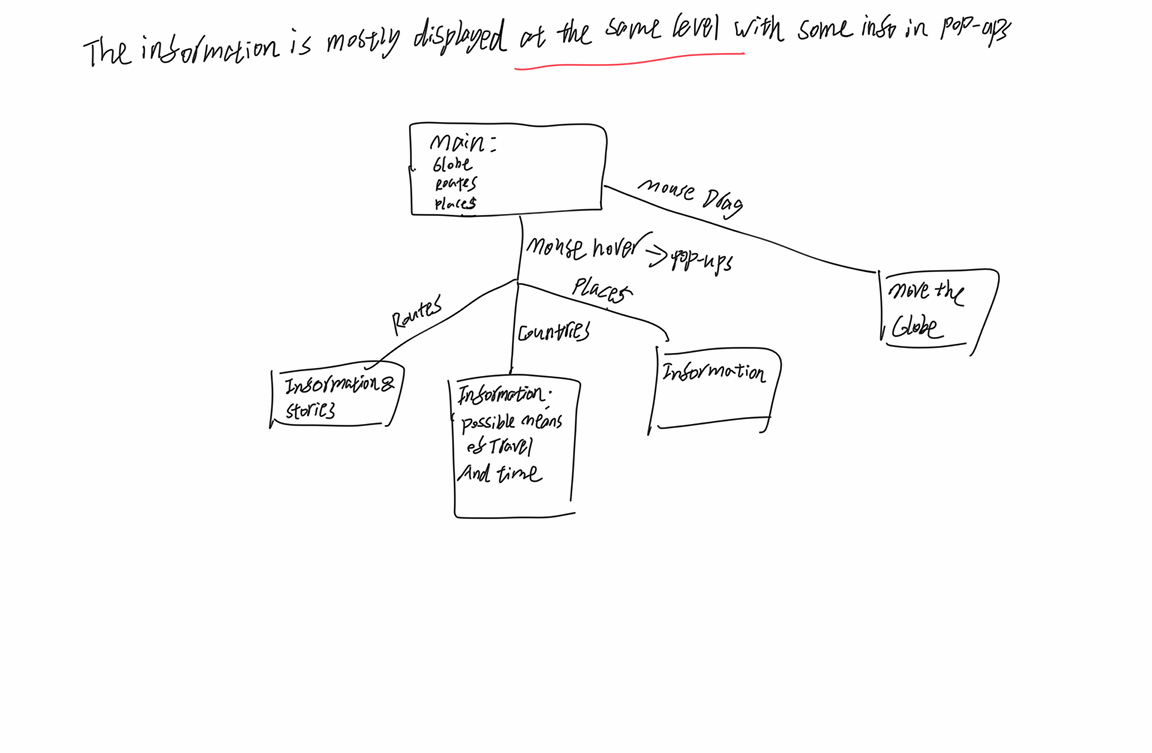 The information is mostly displayed at the same level with some info in pop-ups
Main:
Globe
Routes
Places
Mouse Drag
Mouse hover → pop-ups
Move the
Globe
Routes
Countries
Places
Information &
stories
Information:
possible means
of Travel
And time
Information